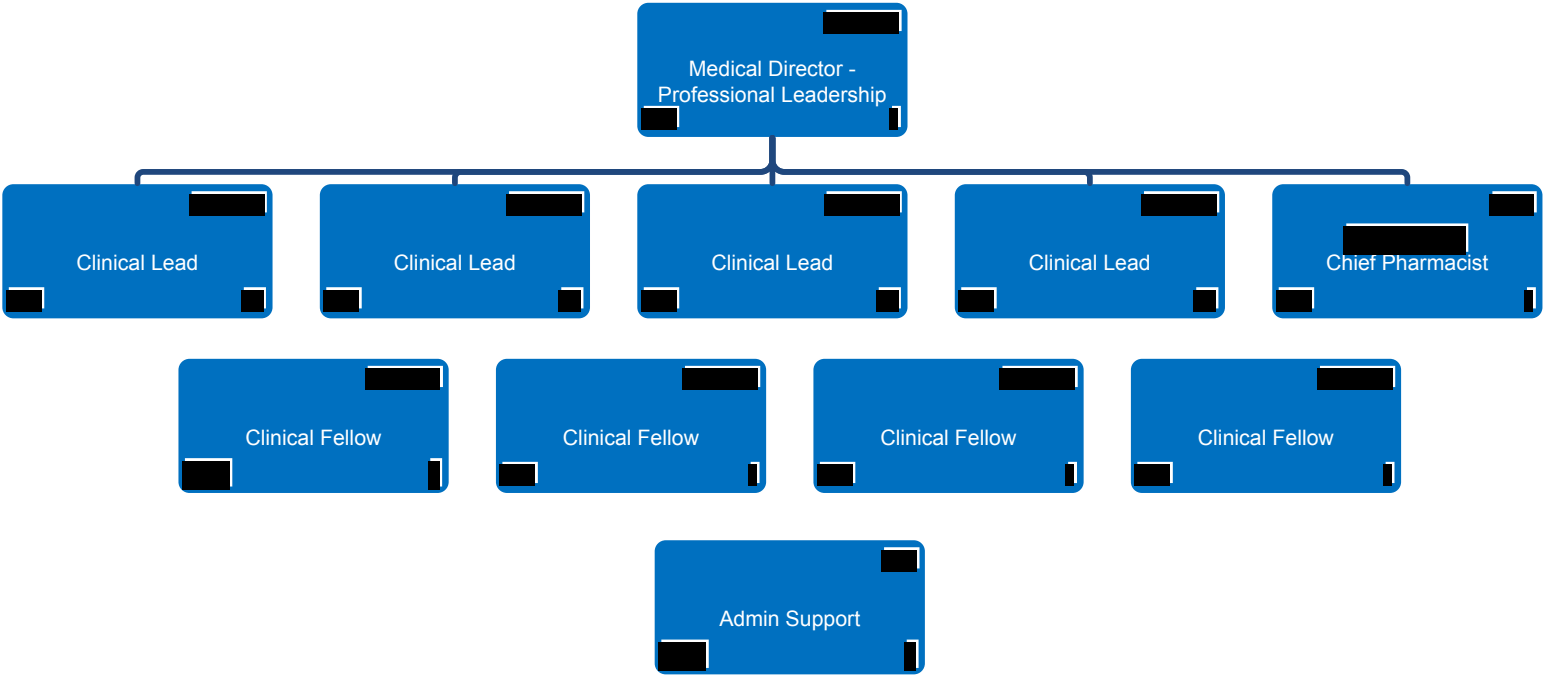 Medical Director -
Professional Leadership
Clinical Lead
Clinical Lead
Clinical Lead
Clinical Lead
Chief Pharmacist
Clinical Fellow
Clinical Fellow
Clinical Fellow
Clinical Fellow
Admin Support